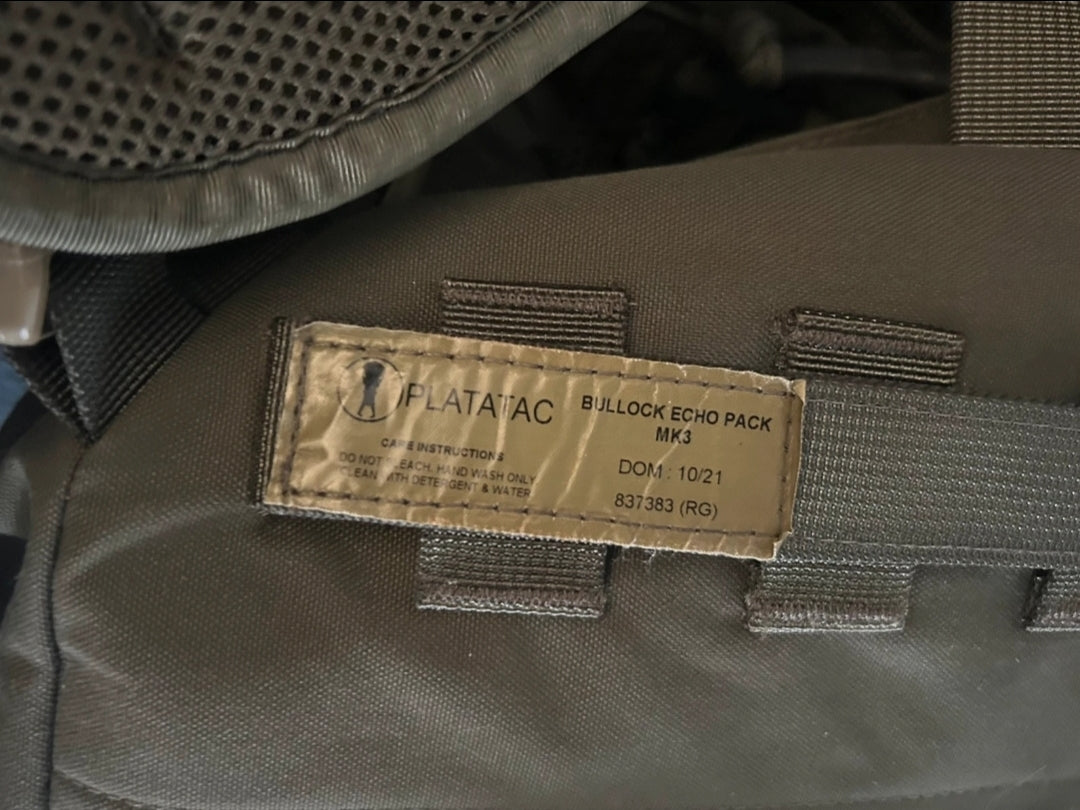 PLATATAC
CARE INSTRUCTIONS
DO NOT BLEACH, HAND WASH ONLY
CLEAN WITH DETERGENT & WATER
BULLOCK ECHO PACK
MK3
DOM : 10/21
837383 (RG)